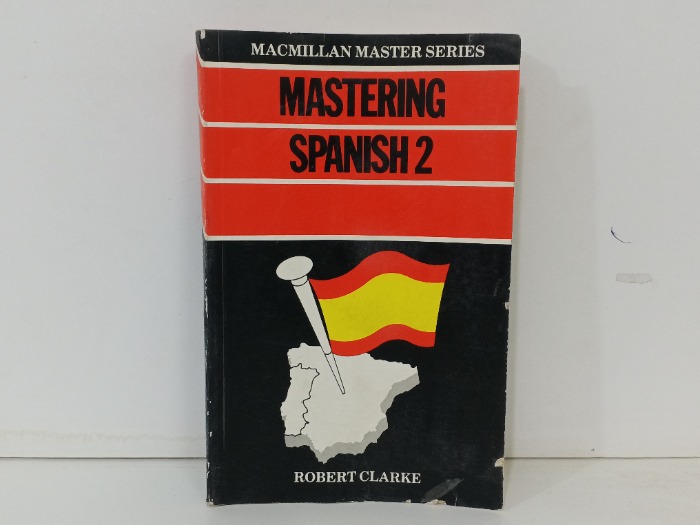 MACMILLAN MASTER SERIES
MASTERING
SPANISH 2
ROBERT CLARKE